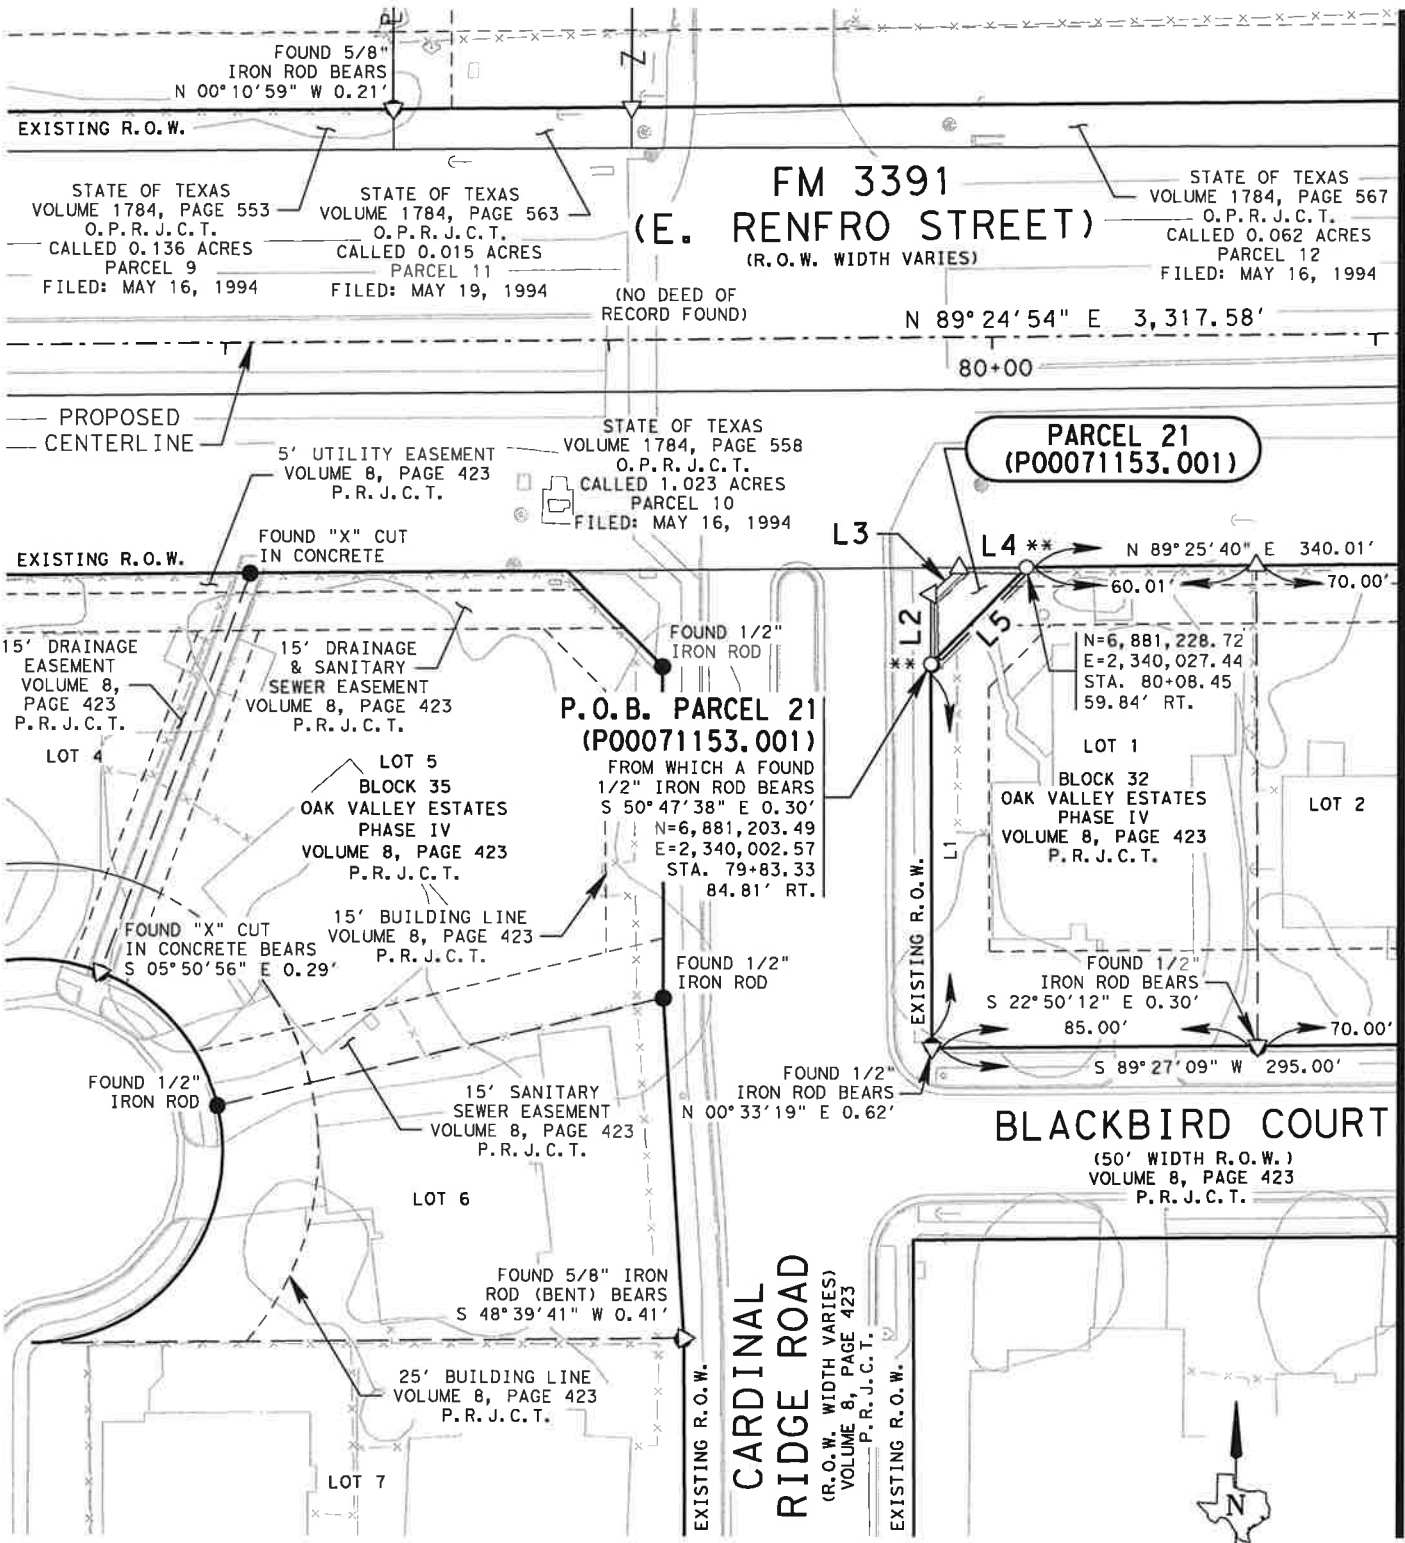 P
L
FOUND 5/8"
IRON ROD BEARS
N 00°10'59" W 0.21'
Z
EXISTING R.O.W.
STATE OF TEXAS
VOLUME 1784, PAGE 553
O.P.R.J.C.T.
CALLED 0.136 ACRES
PARCEL 9
FILED: MAY 16, 1994
STATE OF TEXAS
VOLUME 1784, PAGE 563
O.P.R.J.C.T.
CALLED 0.015 ACRES
PARCEL 11
FILED: MAY 19, 1994
FM 3391
(E. RENFRO STREET)
(R.O.W. WIDTH VARIES)
STATE OF TEXAS
VOLUME 1784, PAGE 567
O.P.R.J.C.T.
CALLED 0.062 ACRES
PARCEL 12
FILED: MAY 16, 1994
(NO DEED OF
RECORD FOUND)
N 89°24'54" E 3,317.58'
80+00
PROPOSED
CENTERLINE
5' UTILITY EASEMENT
VOLUME 8, PAGE 423
P.R.J.C.T.
STATE OF TEXAS
VOLUME 1784, PAGE 558
O.P.R.J.C.T.
CALLED 1.023 ACRES
PARCEL 10
FILED: MAY 16, 1994
PARCEL 21
(P00071153.001)
EXISTING R.O.W.
FOUND "X" CUT
IN CONCRETE
L3
L4 **
N 89°25'40" E 340.01'
60.01'
70.00'
L2
L5
**
15' DRAINAGE
EASEMENT
VOLUME 8,
PAGE 423
P.R.J.C.T.
15' DRAINAGE
& SANITARY
SEWER EASEMENT
VOLUME 8, PAGE 423
P.R.J.C.T.
FOUND 1/2"
IRON ROD
N=6,881,228.72
E=2,340,027.44
STA. 80+08.45
59.84' RT.
P.O.B. PARCEL 21
(P00071153.001)
FROM WHICH A FOUND
1/2" IRON ROD BEARS
S 50°47'38" E 0.30'
N=6,881,203.49
E=2,340,002.57
STA. 79+83.33
84.81' RT.
LOT 4
LOT 5
BLOCK 35
OAK VALLEY ESTATES
PHASE IV
VOLUME 8, PAGE 423
P.R.J.C.T.
LOT 1
BLOCK 32
OAK VALLEY ESTATES
PHASE IV
VOLUME 8, PAGE 423
P.R.J.C.T.
LOT 2
L1
EXISTING R.O.W.
15' BUILDING LINE
VOLUME 8, PAGE 423
P.R.J.C.T.
FOUND "X" CUT
IN CONCRETE BEARS
S 05°50'56" E 0.29'
FOUND 1/2"
IRON ROD
FOUND 1/2"
IRON ROD BEARS
S 22°50'12" E 0.30'
85.00'
70.00'
S 89°27'09" W 295.00'
FOUND 1/2"
IRON ROD BEARS
N 00°33'19" E 0.62'
FOUND 1/2"
IRON ROD
15' SANITARY
SEWER EASEMENT
VOLUME 8, PAGE 423
P.R.J.C.T.
BLACKBIRD COURT
(50' WIDTH R.O.W.)
VOLUME 8, PAGE 423
P.R.J.C.T.
LOT 6
FOUND 5/8" IRON
ROD (BENT) BEARS
S 48°39'41" W 0.41'
25' BUILDING LINE
VOLUME 8, PAGE 423
P.R.J.C.T.
LOT 7
EXISTING R.O.W.
CARDINAL
RIDGE ROAD
(R.O.W. WIDTH VARIES)
VOLUME 8, PAGE 423
P.R.J.C.T.
EXISTING R.O.W.
N